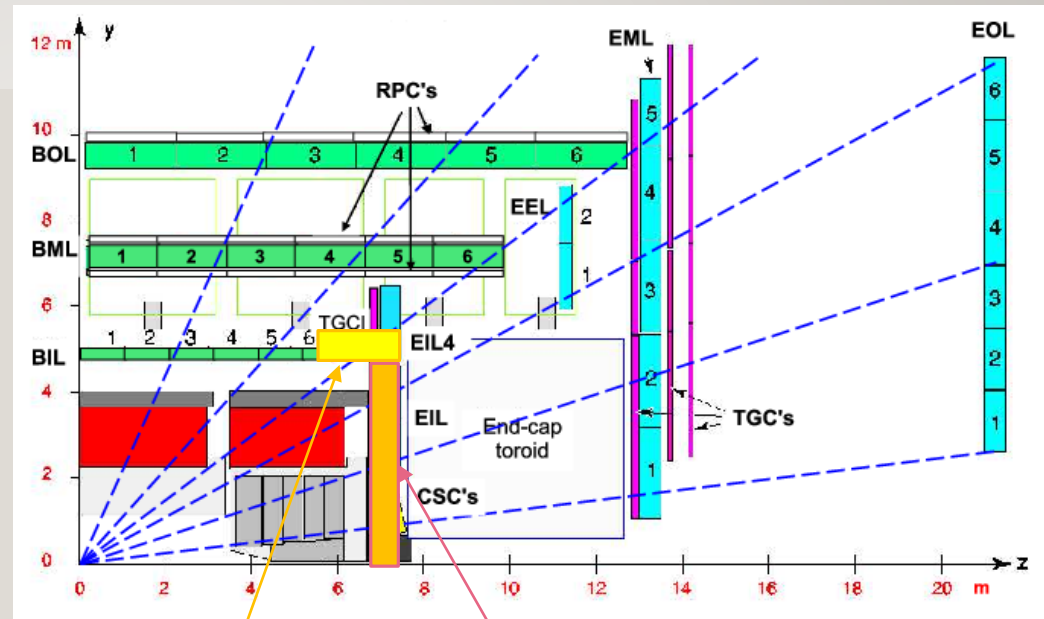 12 m
y
EML
EOL
RPC's
10
BOL
1 2 3 4 5 6
8
EEL
2
1
BML
1 2 3 4 5 6
6
TGCI
1 2 3 4 5 6
EIL4
BIL
4
EIL
End-cap
toroid
TGC's
2
CSC's
0
5
4
3
2
1
6
5
4
3
2
1
z
0 2 4 6 8 10 12 14 16 18 20 m